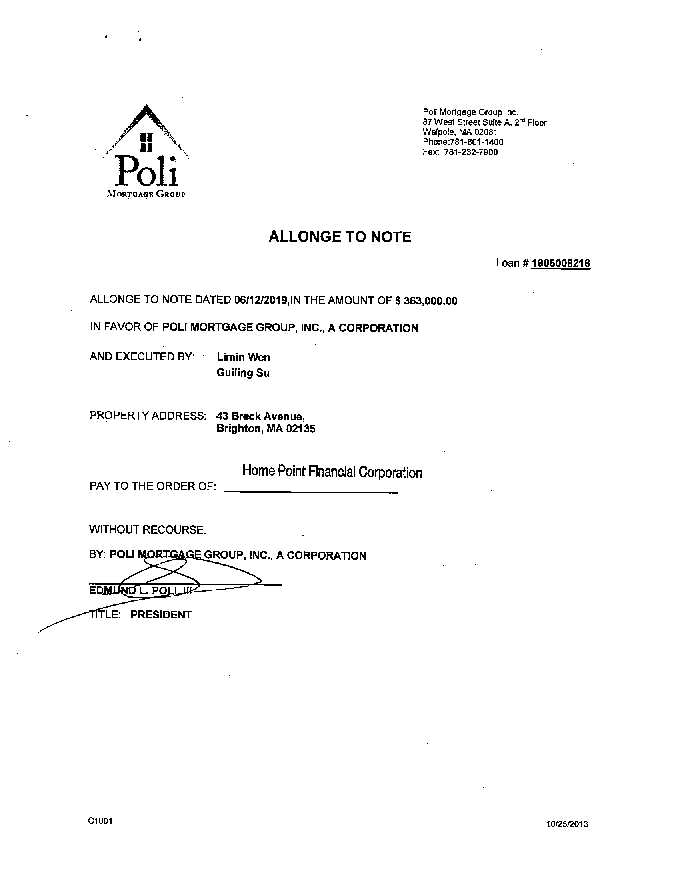 Poli
MORTGAGE GROUP
Poli Mortgage Group Inc.
87 West Street Suite A, 2nd Floor
Walpole, MA 02081
Phone:781-801-1400
Fax: 781-232-7900
ALLONGE TO NOTE
Loan # 1905008218
ALLONGE TO NOTE DATED 06/12/2019,IN THE AMOUNT OF $ 363,000.00
IN FAVOR OF POLI MORTGAGE GROUP, INC., A CORPORATION
AND EXECUTED BY: Limin Wen
Guiling Su
PROPERTY ADDRESS: 43 Breck Avenue,
Brighton, MA 02135
Home Point Financial Corporation
PAY TO THE ORDER OF:
WITHOUT RECOURSE.
BY: POLI MORTGAGE GROUP, INC., A CORPORATION
EDMUND L. POLI III
TITLE: PRESIDENT
C1001
10/25/2013